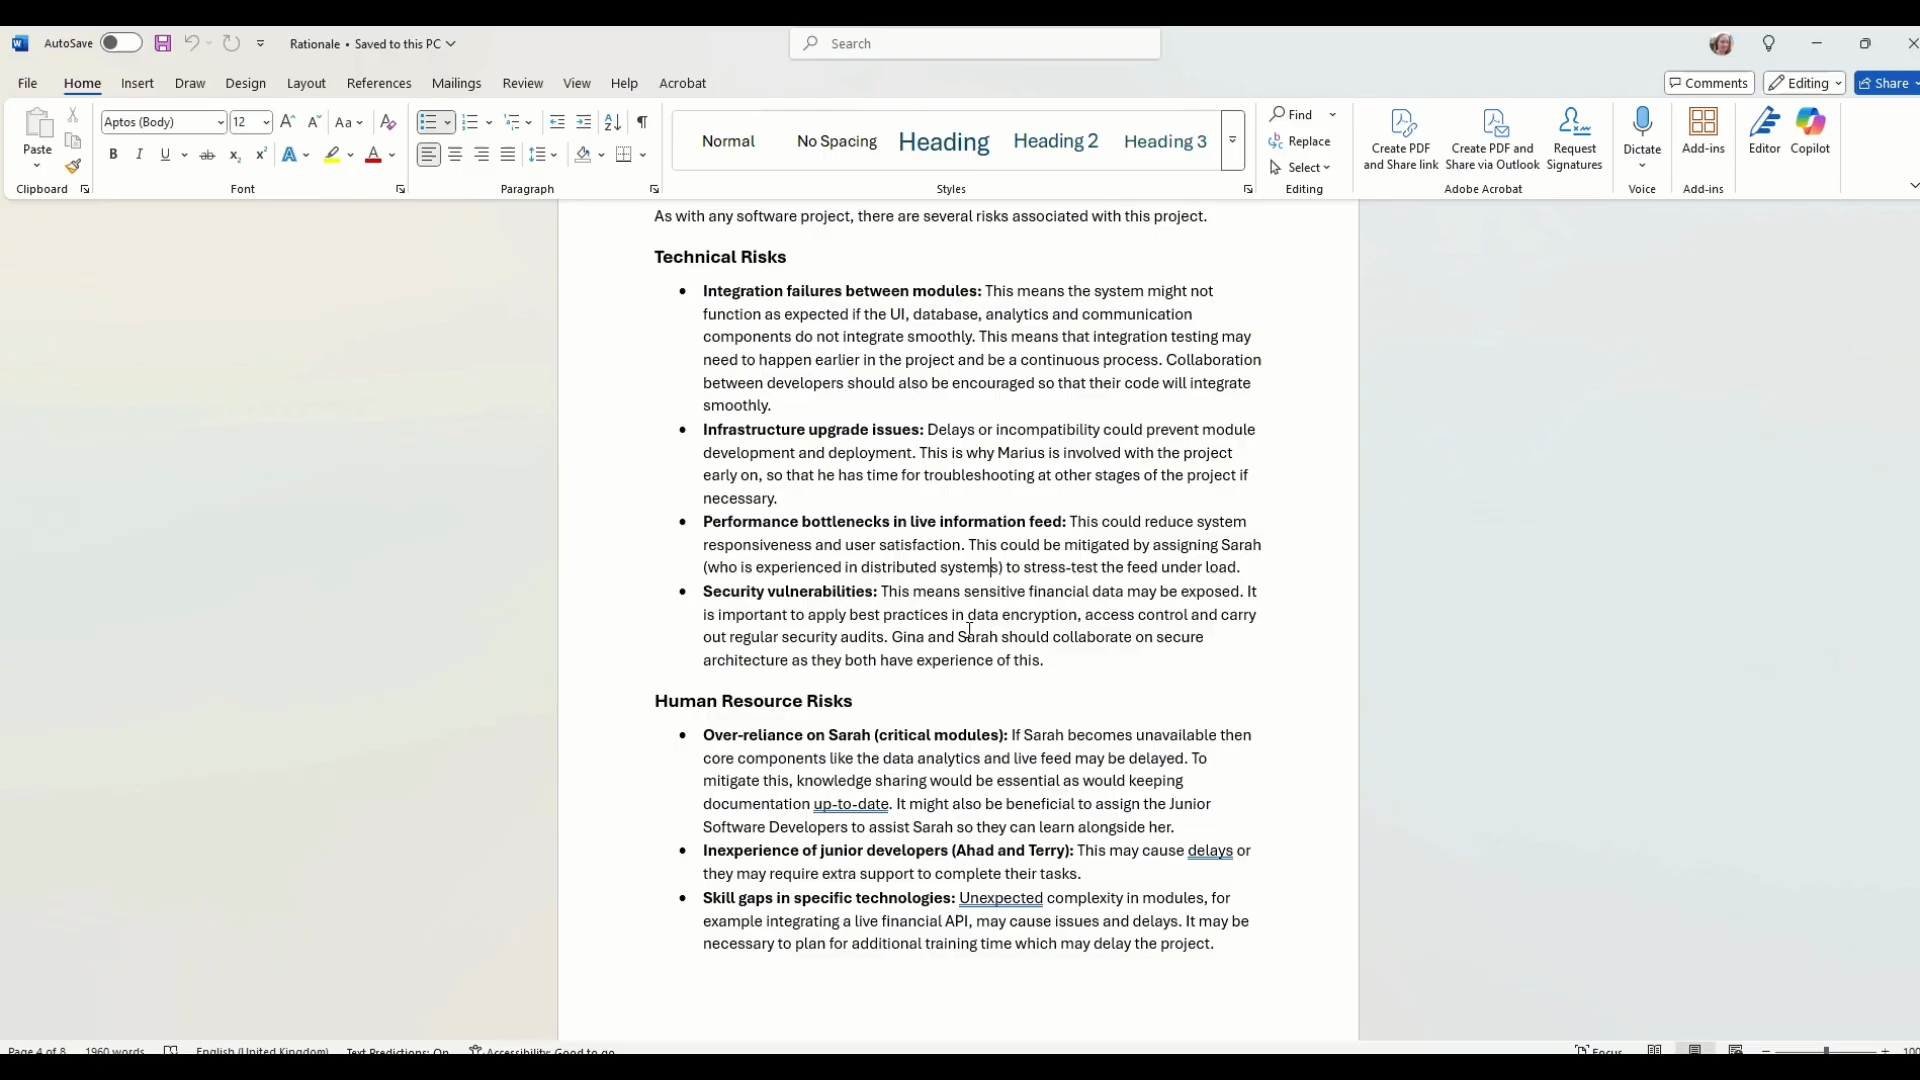 AutoSave
Rationale • Saved to this PC
Search
File Home Insert Draw Design Layout References Mailings Review View Help Acrobat
Comments Editing Share
Paste
Clipboard
Aptos (Body) 12
Font
Paragraph
Normal No Spacing Heading Heading 2 Heading 3
Styles
Find
Replace
Select
Editing
Create PDF and Share link
Create PDF and Share via Outlook
Request Signatures
Adobe Acrobat
Dictate
Voice
Add-ins
Add-ins
Editor
Copilot
As with any software project, there are several risks associated with this project.
Technical Risks
• Integration failures between modules: This means the system might not
function as expected if the UI, database, analytics and communication
components do not integrate smoothly. This means that integration testing may
need to happen earlier in the project and be a continuous process. Collaboration
between developers should also be encouraged so that their code will integrate
smoothly.
• Infrastructure upgrade issues: Delays or incompatibility could prevent module
development and deployment. This is why Marius is involved with the project
early on, so that he has time for troubleshooting at other stages of the project if
necessary.
• Performance bottlenecks in live information feed: This could reduce system
responsiveness and user satisfaction. This could be mitigated by assigning Sarah
(who is experienced in distributed systems) to stress-test the feed under load.
• Security vulnerabilities: This means sensitive financial data may be exposed. It
is important to apply best practices in data encryption, access control and carry
out regular security audits. Gina and Sarah should collaborate on secure
architecture as they both have experience of this.
Human Resource Risks
• Over-reliance on Sarah (critical modules): If Sarah becomes unavailable then
core components like the data analytics and live feed may be delayed. To
mitigate this, knowledge sharing would be essential as would keeping
documentation up-to-date. It might also be beneficial to assign the Junior
Software Developers to assist Sarah so they can learn alongside her.
• Inexperience of junior developers (Ahad and Terry): This may cause delays or
they may require extra support to complete their tasks.
• Skill gaps in specific technologies: Unexpected complexity in modules, for
example integrating a live financial API, may cause issues and delays. It may be
necessary to plan for additional training time which may delay the project.
Page 4 of 8 1960 words English (United Kingdom) Text Predictions: On Accessibility: Good to go Focus 100